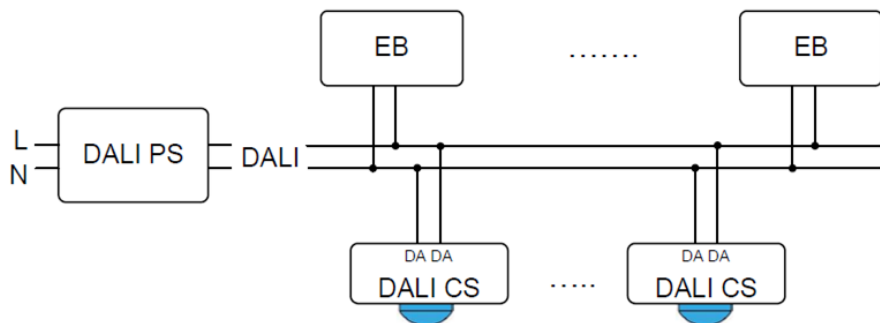 EB
.......
EB
L
N
DALI PS
DALI
DA DA
DALI CS
.....
DA DA
DALI CS